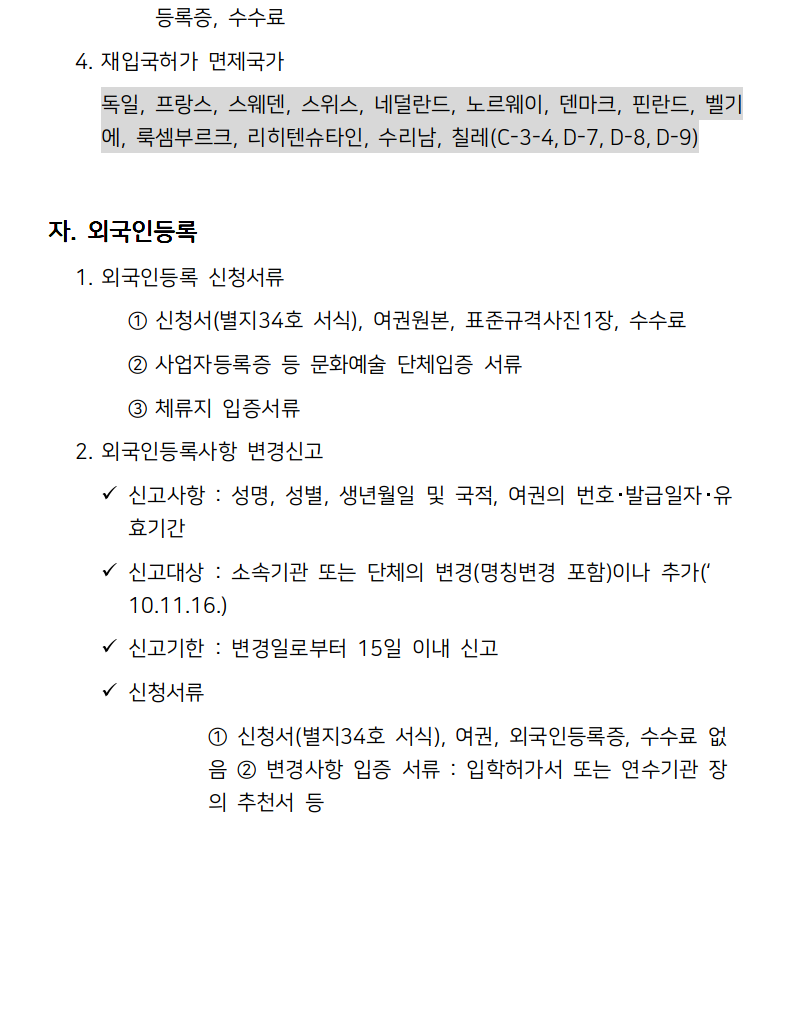 등록증, 수수료
4. 재입국허가 면제국가
독일, 프랑스, 스웨덴, 스위스, 네덜란드, 노르웨이, 덴마크, 핀란드, 벨기
에, 룩셈부르크, 리히텐슈타인, 수리남, 칠레(C-3-4, D-7, D-8, D-9)
자. 외국인등록
1. 외국인등록 신청서류
① 신청서(별지34호 서식), 여권원본, 표준규격사진1장, 수수료
② 사업자등록증 등 문화예술 단체입증 서류
③ 체류지 입증서류
2. 외국인등록사항 변경신고
✓ 신고사항 : 성명, 성별, 생년월일 및 국적, 여권의 번호·발급일자·유
효기간
✓ 신고대상 : 소속기관 또는 단체의 변경(명칭변경 포함)이나 추가(‘
10.11.16.)
✓ 신고기한 : 변경일로부터 15일 이내 신고
✓ 신청서류
① 신청서(별지34호 서식), 여권, 외국인등록증, 수수료 없
음 ② 변경사항 입증 서류 : 입학허가서 또는 연수기관 장
의 추천서 등